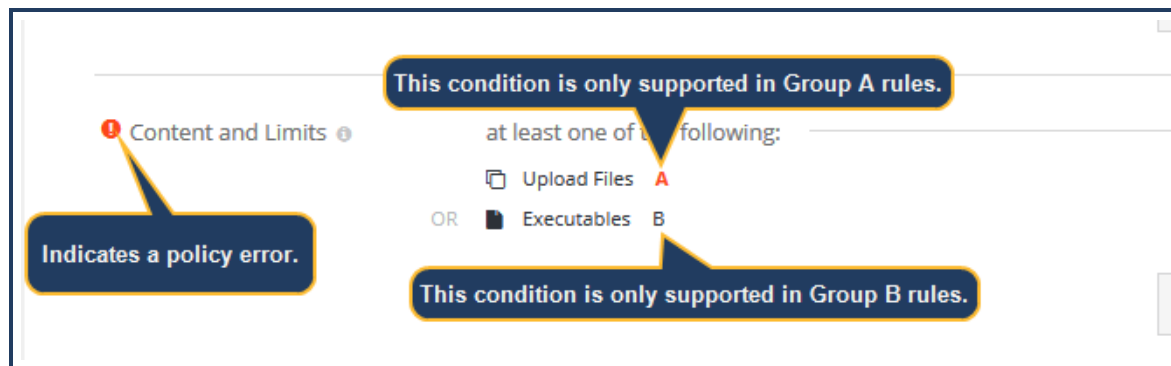 This condition is only supported in Group A rules.
Content and Limits
at least one of the following:
Upload Files A
OR Executables B
Indicates a policy error.
This condition is only supported in Group B rules.